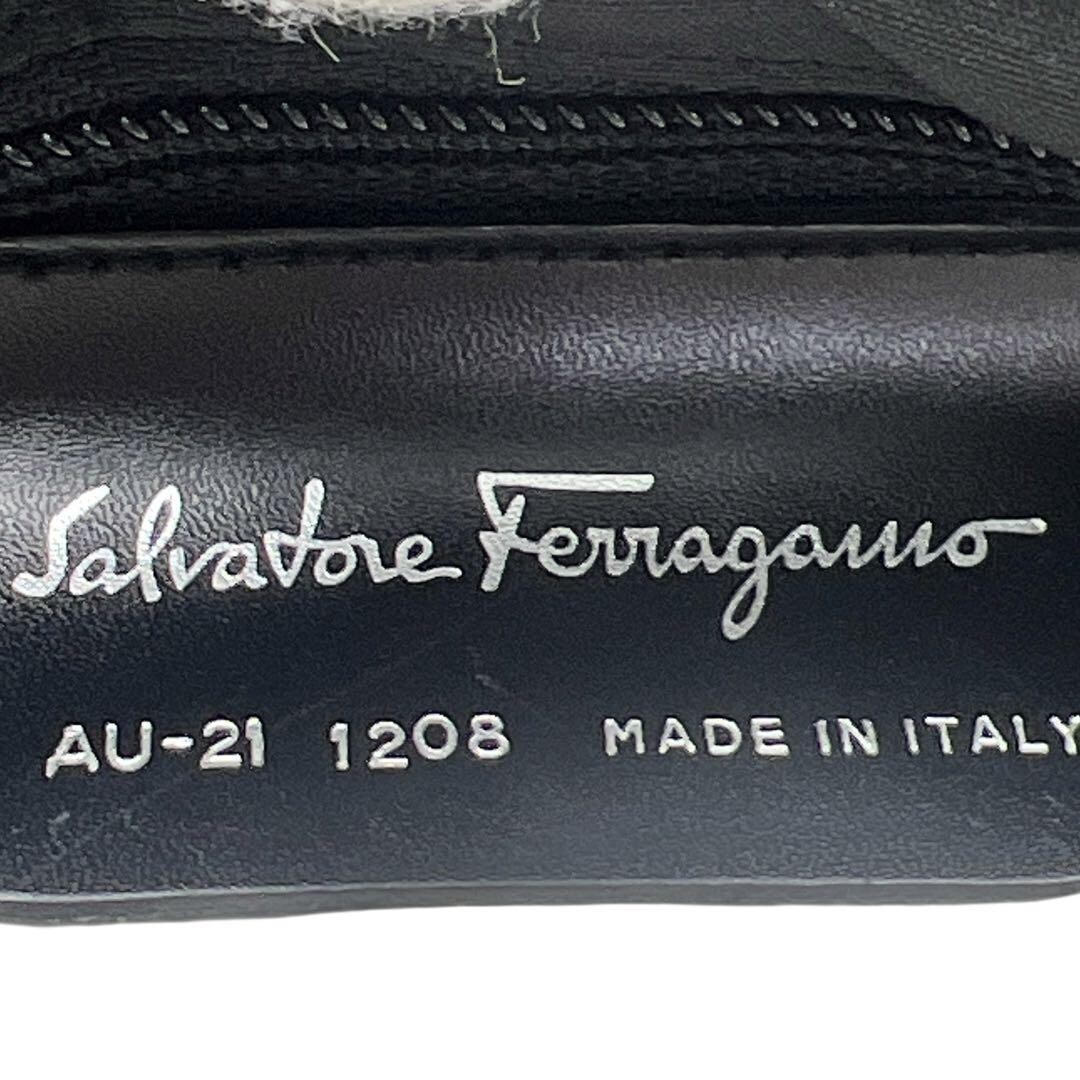 Salvatore Ferragamo
AU-21 1208 MADE IN ITALY